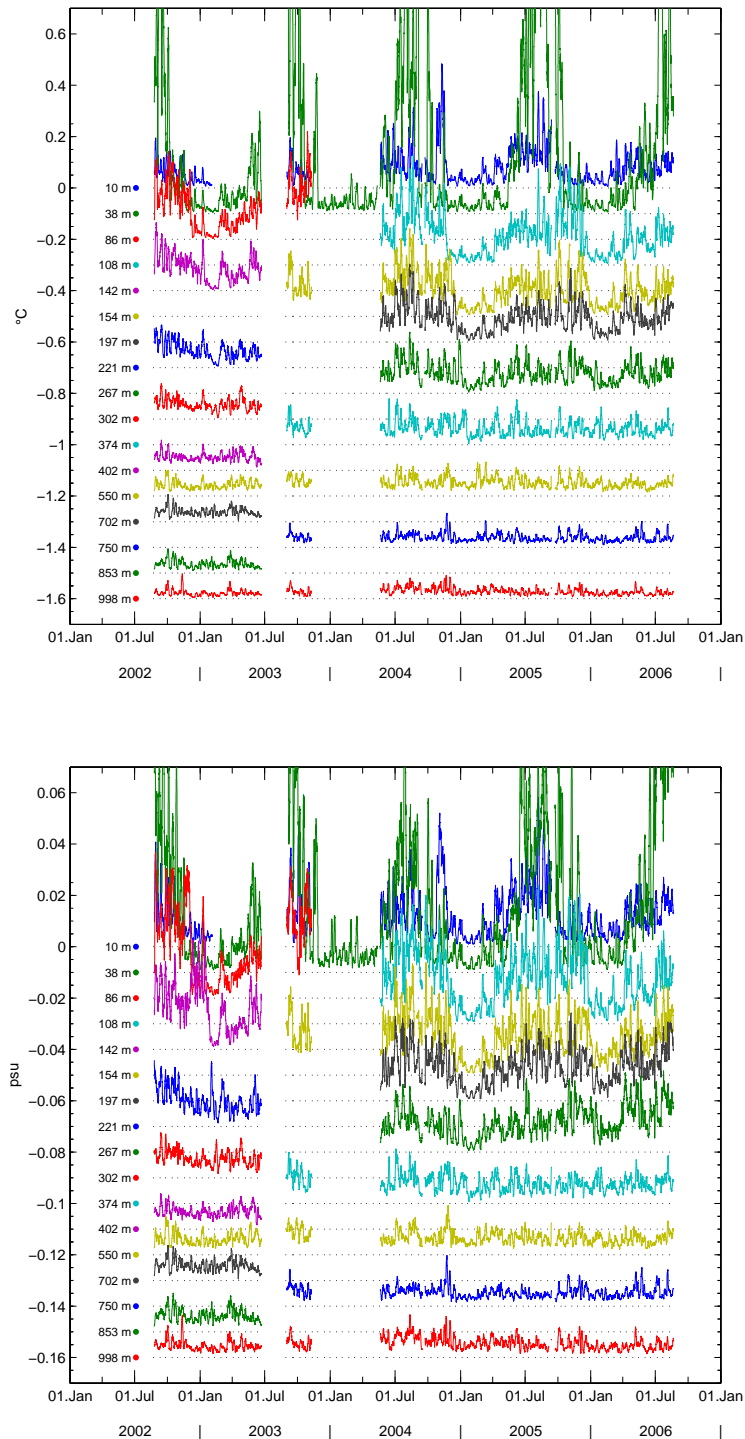 0.6
0.4
0.2
0
−0.2
−0.4
−0.6
−0.8
−1
−1.2
−1.4
−1.6
°C
10 m
38 m
86 m
108 m
142 m
154 m
197 m
221 m
267 m
302 m
374 m
402 m
550 m
702 m
750 m
853 m
998 m
01.Jan 01.Jul 01.Jan 01.Jul 01.Jan 01.Jul 01.Jan 01.Jul 01.Jan 01.Jul 01.Jan
2002 | 2003 | 2004 | 2005 | 2006 |
0.06
0.04
0.02
0
−0.02
−0.04
−0.06
−0.08
−0.1
−0.12
−0.14
−0.16
psu
10 m
38 m
86 m
108 m
142 m
154 m
197 m
221 m
267 m
302 m
374 m
402 m
550 m
702 m
750 m
853 m
998 m
01.Jan 01.Jul 01.Jan 01.Jul 01.Jan 01.Jul 01.Jan 01.Jul 01.Jan 01.Jul 01.Jan
2002 | 2003 | 2004 | 2005 | 2006 |